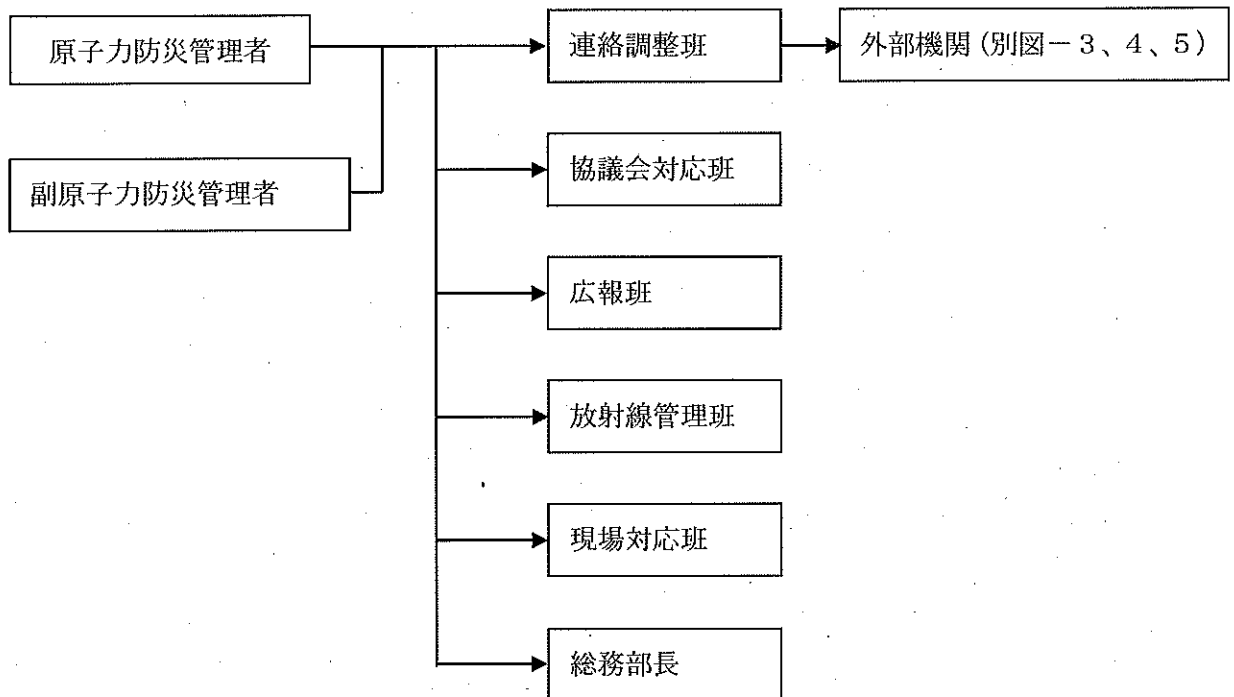 原子力防災管理者
連絡調整班
外部機関(別図－3、4、5)
副原子力防災管理者
協議会対応班
広報班
放射線管理班
現場対応班
総務部長